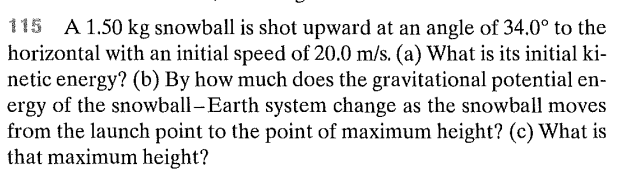 115 A 1.50 kg snowball is shot upward at an angle of 34.0° to the
horizontal with an initial speed of 20.0 m/s. (a) What is its initial ki-
netic energy? (b) By how much does the gravitational potential en-
ergy of the snowball–Earth system change as the snowball moves
from the launch point to the point of maximum height? (c) What is
that maximum height?